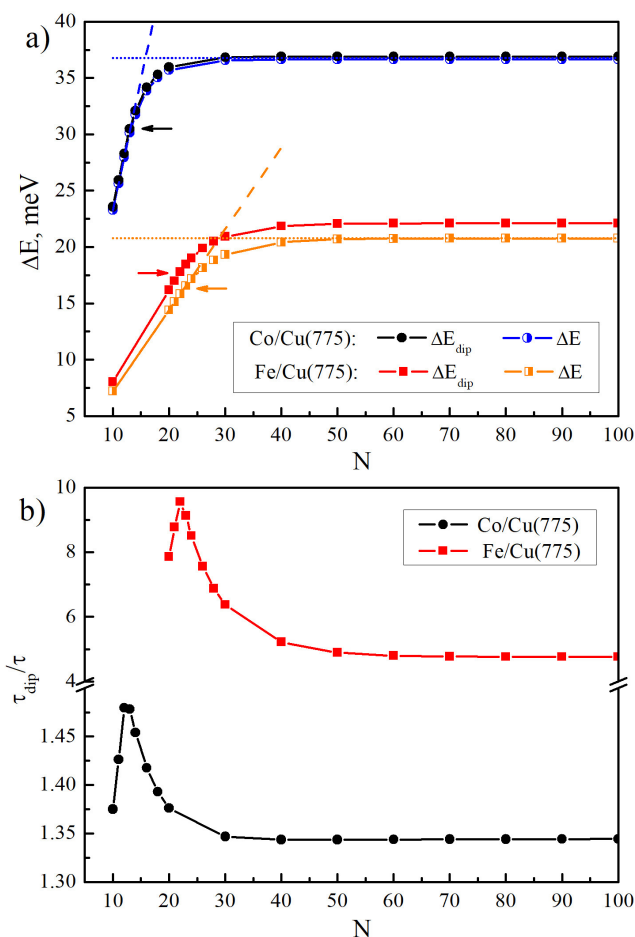 a)
40
35
30
25
20
15
10
5
ΔE, meV
Co/Cu(775): ΔE_dip ΔE
Fe/Cu(775): ΔE_dip ΔE
10 20 30 40 50 60 70 80 90 100
N
b)
10
8
6
4
1.45
1.40
1.35
1.30
τ_dip/τ
Co/Cu(775)
Fe/Cu(775)
10 20 30 40 50 60 70 80 90 100
N